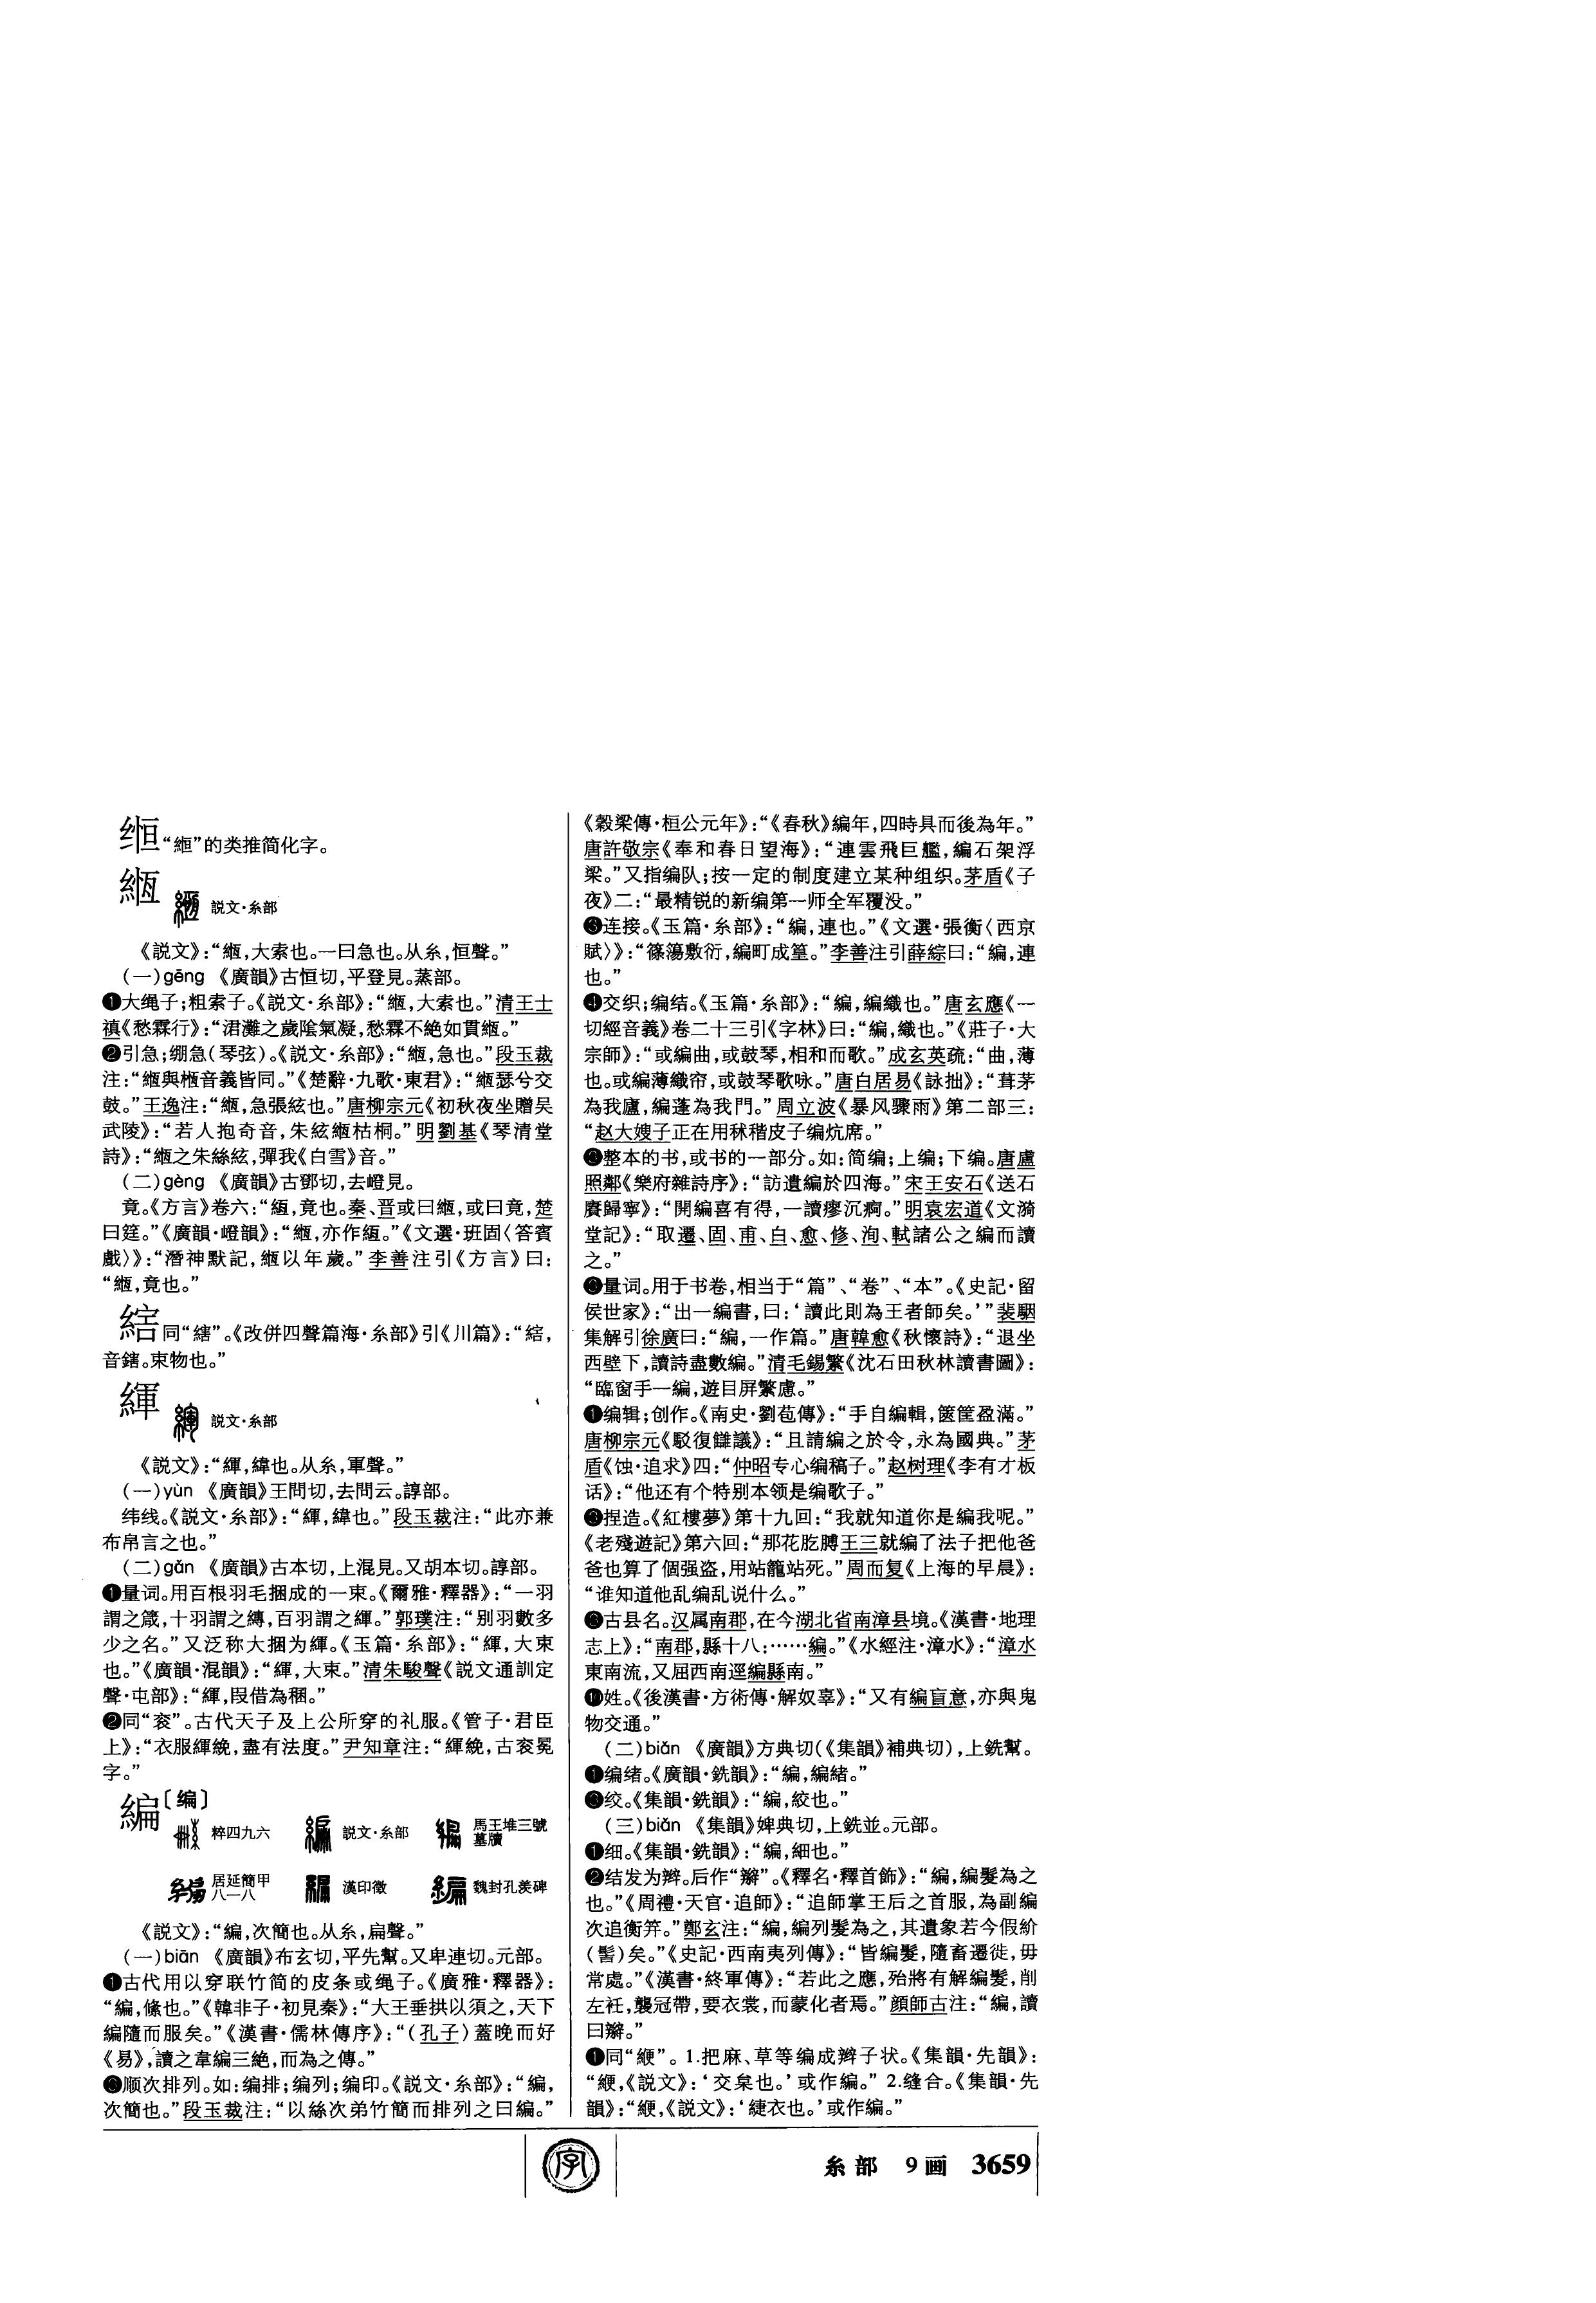 缅“縆”的类推简化字。
緪 説文·糸部
《説文》：“緪，大索也。一曰急也。从糸，恒聲。”
（一）gēng 《廣韻》古恒切，平登見。蒸部。
❶大绳子；粗索子。《説文·糸部》：“緪，大索也。”清王士
禛《愁霖行》：“涒灘之歲陰氣凝，愁霖不絶如貫緪。”
❷引急；绷急（琴弦）。《説文·糸部》：“緪，急也。”段玉裁
注：“緪與㮓音義皆同。”《楚辭·九歌·東君》：“緪瑟兮交
鼓。”王逸注：“緪，急張絃也。”唐柳宗元《初秋夜坐贈吴
武陵》：“若人抱奇音，朱絃緪枯桐。”明劉基《琴清堂
詩》：“緪之朱絲絃，彈我《白雪》音。”
（二）gèng 《廣韻》古鄧切，去嶝見。
竟。《方言》卷六：“緪，竟也。秦、晋或曰緪，或曰竟，楚
曰筳。”《廣韻·嶝韻》：“緪，亦作縆。”《文選·班固〈答賓
戲〉》：“潛神默記，緪以年歲。”李善注引《方言》曰：
“緪，竟也。”
同“縖”。《改併四聲篇海·糸部》引《川篇》：“，
音鎋。束物也。”
緷 説文·糸部
《説文》：“緷，緯也。从糸，軍聲。”
（一）yùn 《廣韻》王問切，去問云。諄部。
纬线。《説文·糸部》：“緷，緯也。”段玉裁注：“此亦兼
布帛言之也。”
（二）gǔn 《廣韻》古本切，上混見。又胡本切。諄部。
❶量词。用百根羽毛捆成的一束。《爾雅·釋器》：“一羽
謂之箴，十羽謂之縳，百羽謂之緷。”郭璞注：“别羽數多
少之名。”又泛称大捆为緷。《玉篇·糸部》：“緷，大束
也。”《廣韻·混韻》：“緷，大束。”清朱駿聲《説文通訓定
聲·屯部》：“緷，叚借為稛。”
❷同“衮”。古代天子及上公所穿的礼服。《管子·君臣
上》：“衣服緷絻，盡有法度。”尹知章注：“緷絻，古衮冕
字。”
編〔编〕
粹四九六 説文·糸部 馬王堆三號墓牘
居延簡甲八一八 漢印徵 魏封孔羨碑
《説文》：“編，次簡也。从糸，扁聲。”
（一）biān 《廣韻》布玄切，平先幫。又卑連切。元部。
❶古代用以穿联竹简的皮条或绳子。《廣雅·釋器》：
“編，絛也。”《韓非子·初見秦》：“大王垂拱以須之，天下
編隨而服矣。”《漢書·儒林傳序》：“（孔子）蓋晚而好
《易》，讀之韋編三絶，而為之傳。”
顺次排列。如：编排；编列；编印。《説文·糸部》：“編，
次簡也。”段玉裁注：“以絲次弟竹簡而排列之曰編。”
《穀梁傳·桓公元年》：“《春秋》編年，四時具而後為年。”
唐許敬宗《奉和春日望海》：“連雲飛巨艦，編石架浮
梁。”又指编队；按一定的制度建立某种组织。茅盾《子
夜》二：“最精锐的新编第一师全军覆没。”
❸连接。《玉篇·糸部》：“編，連也。”《文選·張衡〈西京
賦〉》：“篠簜敷衍，編町成篁。”李善注引薛綜曰：“編，連
也。”
❹交织；编结。《玉篇·糸部》：“編，編織也。”唐玄應《一
切經音義》卷二十三引《字林》曰：“編，織也。”《莊子·大
宗師》：“或編曲，或鼓琴，相和而歌。”成玄英疏：“曲，薄
也。或編薄織帘，或鼓琴歌咏。”唐白居易《詠拙》：“葺茅
為我廬，編蓬為我門。”周立波《暴风骤雨》第二部三：
“赵大嫂子正在用秫稭皮子编炕席。”
整本的书，或书的一部分。如：简编；上编；下编。唐盧
照鄰《樂府雜詩序》：“訪遺編於四海。”宋王安石《送石
賡歸寧》：“開編喜有得，一讀瘳沉痾。”明袁宏道《文漪
堂記》：“取遷、固、甫、白、愈、修、洵、軾諸公之編而讀
之。”
量词。用于书卷，相当于“篇”、“卷”、“本”。《史記·留
侯世家》：“出一編書，曰：‘讀此則為王者師矣。’”裴駰
集解引徐廣曰：“編，一作篇。”唐韓愈《秋懷詩》：“退坐
西壁下，讀詩盡數編。”清毛錫繁《沈石田秋林讀書圖》：
“臨窗手一編，遊目屏繁慮。”
❶编辑；创作。《南史·劉苞傳》：“手自編輯，篋筐盈滿。”
唐柳宗元《駁復讎議》：“且請編之於令，永為國典。”茅
盾《蚀·追求》四：“仲昭专心编稿子。”赵树理《李有才板
话》：“他还有个特别本领是编歌子。”
捏造。《紅樓夢》第十九回：“我就知道你是編我呢。”
《老殘遊記》第六回：“那花肐膊王三就編了法子把他爸
爸也算了個强盗，用站籠站死。”周而复《上海的早晨》：
“谁知道他乱编乱说什么。”
古县名。汉属南郡，在今湖北省南漳县境。《漢書·地理
志上》：“南郡，縣十八：……編。”《水經注·漳水》：“漳水
東南流，又屈西南逕編縣南。”
❿姓。《後漢書·方術傳·解奴辜》：“又有編盲意，亦與鬼
物交通。”
（二）biǎn 《廣韻》方典切（《集韻》補典切），上銑幫。
❶编绪。《廣韻·銑韻》：“編，編緒。”
绞。《集韻·銑韻》：“編，絞也。”
（三）biǎn 《集韻》婢典切，上銑並。元部。
❶细。《集韻·銑韻》：“編，細也。”
❷结发为辫。后作“辮”。《釋名·釋首飾》：“編，編髮為之
也。”《周禮·天官·追師》：“追師掌王后之首服，為副編
次追衡笄。”鄭玄注：“編，編列髮為之，其遺象若今假紒
（髻）矣。”《史記·西南夷列傳》：“皆編髮，隨畜遷徙，毋
常處。”《漢書·終軍傳》：“若此之應，殆將有解編髮，削
左衽，襲冠帶，要衣裳，而蒙化者焉。”顔師古注：“編，讀
曰辮。”
❶同“緶”。1.把麻、草等编成辫子状。《集韻·先韻》：
“緶，《説文》：‘交枲也。’或作編。” 2.缝合。《集韻·先
韻》：“緶，《説文》：‘緁衣也。’或作編。”
字
糸部 9画 3659